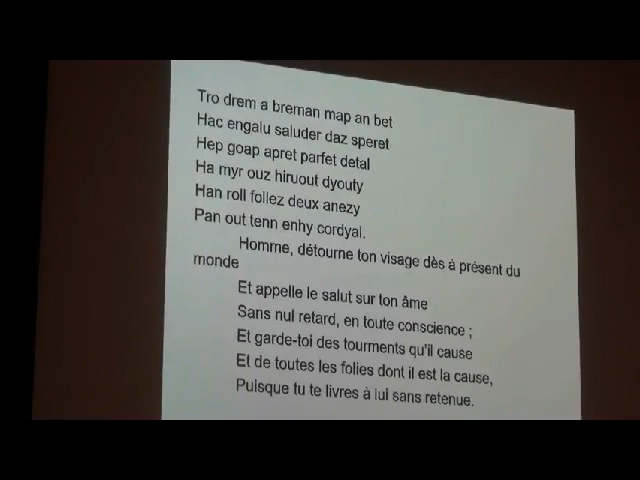 Tro drem a breman map an bet
Hac engalu saluder daz speret
Hep goap apret parfet detal
Ha myr ouz hiruout dyouty
Han roll follez deux anezy
Pan out tenn enhy cordyal.
Homme, détourne ton visage dès à présent du
monde
Et appelle le salut sur ton âme
Sans nul retard, en toute conscience ;
Et garde-toi des tourments qu'il cause
Et de toutes les folies dont il est la cause,
Puisque tu te livres à lui sans retenue.